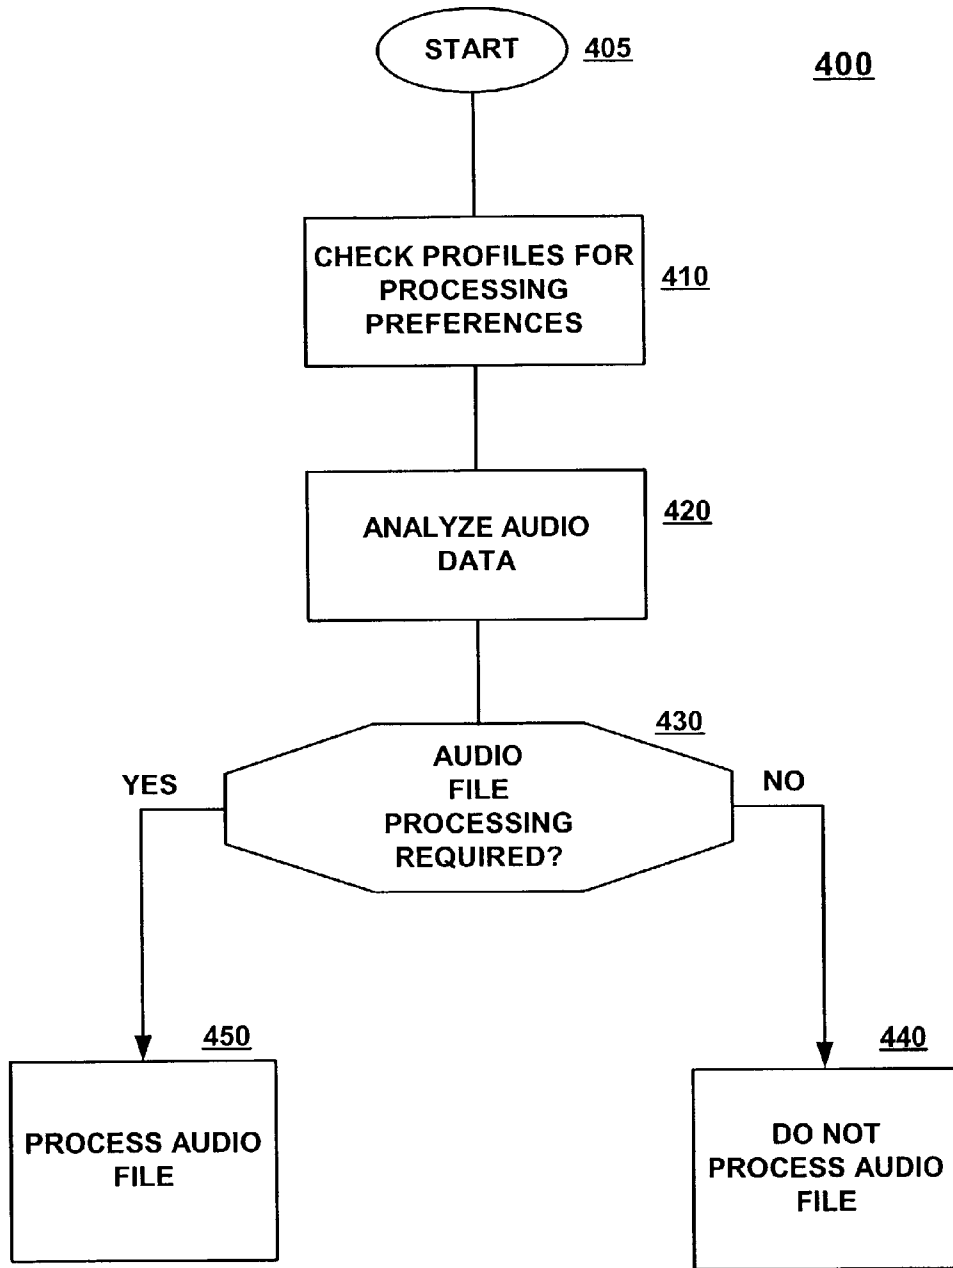 START
405
400
CHECK PROFILES FOR
PROCESSING
PREFERENCES
410
ANALYZE AUDIO
DATA
420
430
AUDIO
FILE
PROCESSING
REQUIRED?
YES
NO
450
PROCESS AUDIO
FILE
440
DO NOT
PROCESS AUDIO
FILE